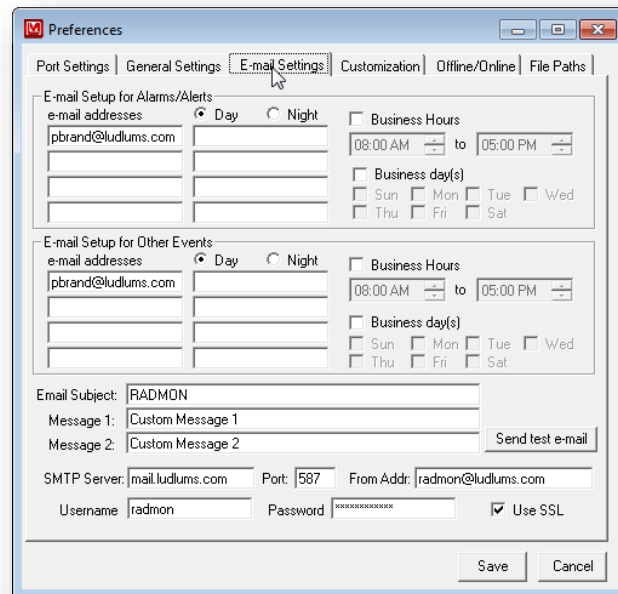 Preferences
Port Settings General Settings E-mail Settings Customization Offline/Online File Paths
E-mail Setup for Alarms/Alerts
e-mail addresses Day Night Business Hours
pbrand@ludlums.com 08:00 AM to 05:00 PM
Business day(s)
Sun Mon Tue Wed
Thu Fri Sat
E-mail Setup for Other Events
e-mail addresses Day Night Business Hours
pbrand@ludlums.com 08:00 AM to 05:00 PM
Business day(s)
Sun Mon Tue Wed
Thu Fri Sat
Email Subject: RADMON
Message 1: Custom Message 1
Message 2: Custom Message 2 Send test e-mail
SMTP Server: mail.ludlums.com Port: 587 From Addr: radmon@ludlums.com
Username radmon Password ************ Use SSL
Save Cancel